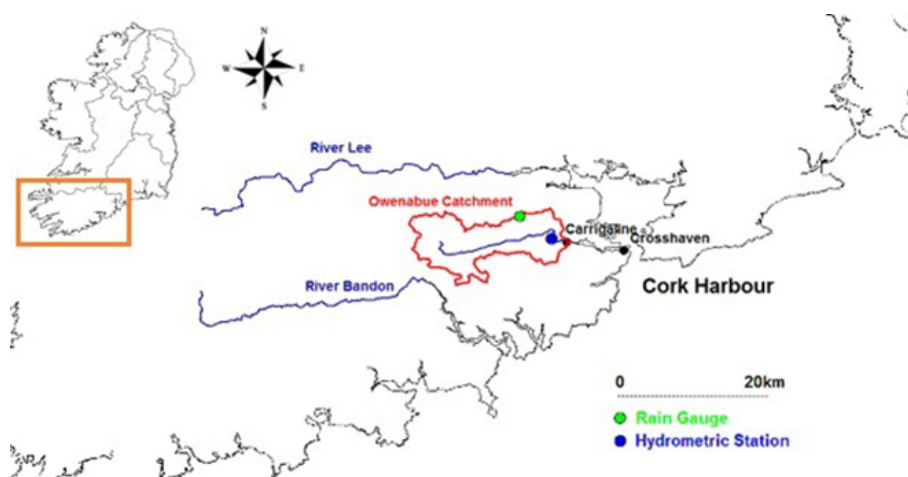 N
W E
S
River Lee
Owenabue Catchment
Carrigaline
Crosshaven
River Bandon
Cork Harbour
0 20km
Rain Gauge
Hydrometric Station